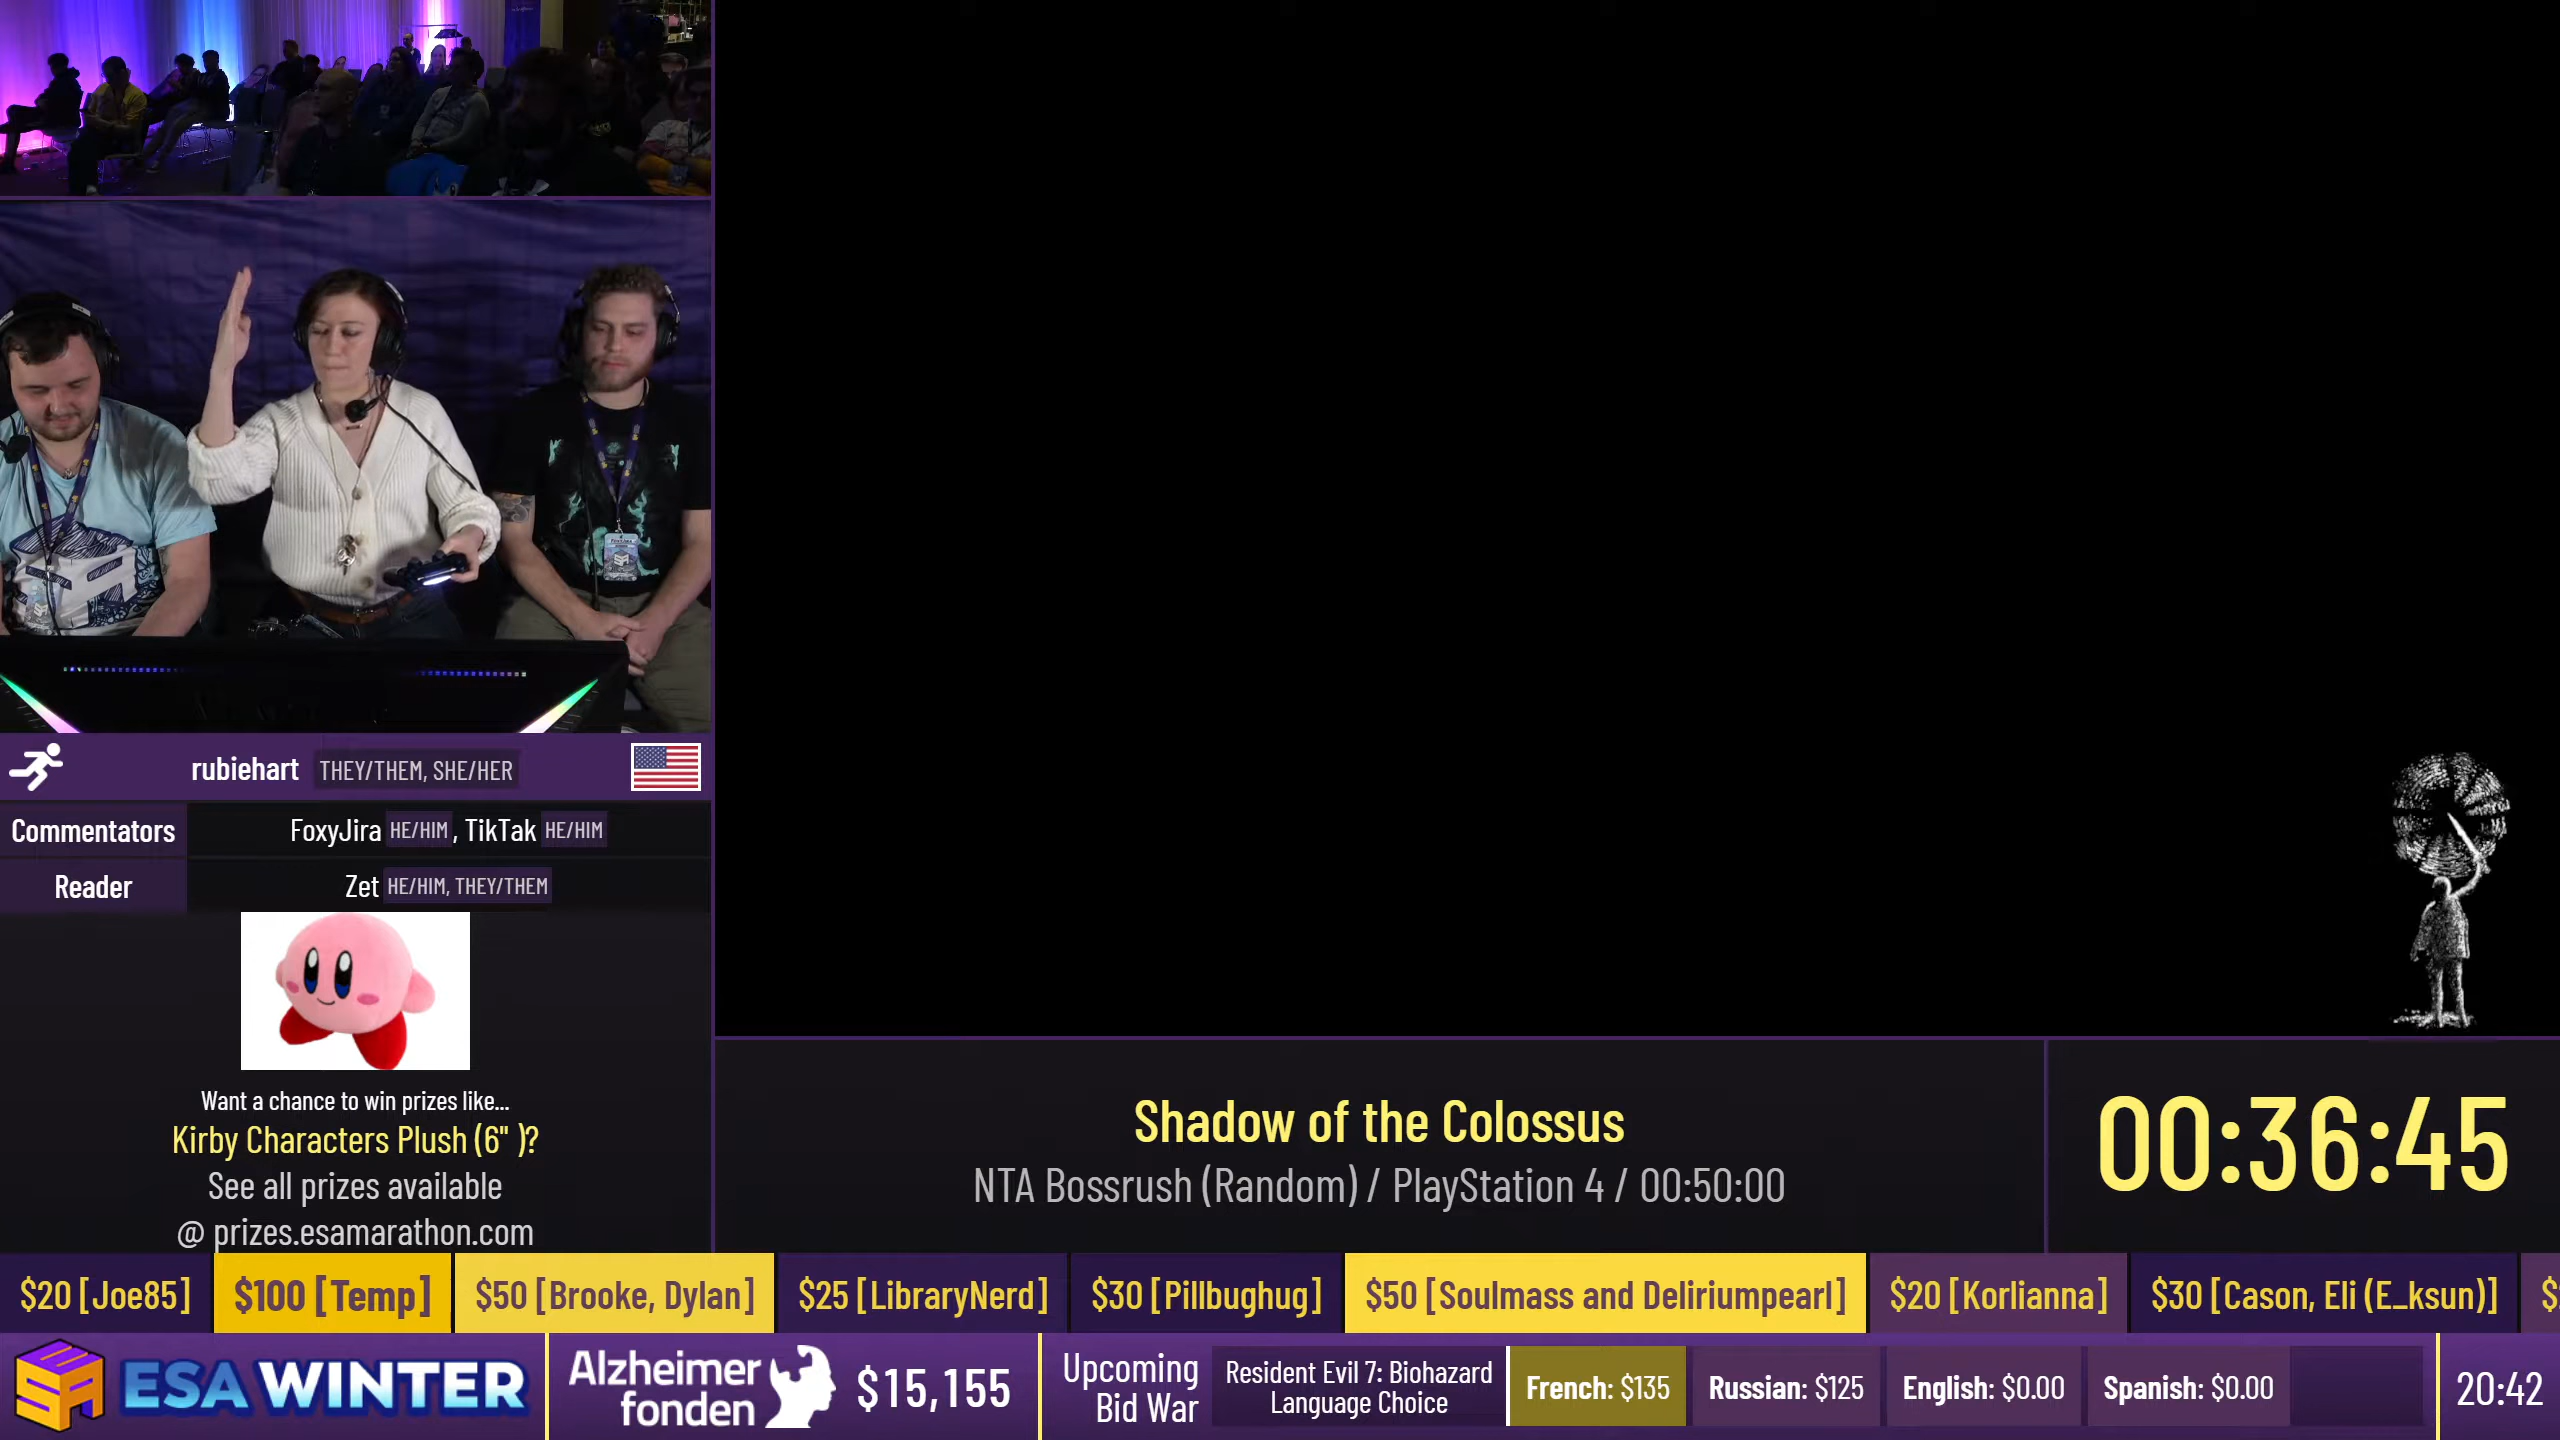 rubiehart THEY/THEM, SHE/HER
Commentators FoxyJira HE/HIM, TikTak HE/HIM
Reader Zet HE/HIM, THEY/THEM
Want a chance to win prizes like...
Kirby Characters Plush (6" )?
See all prizes available
@ prizes.esamarathon.com
Shadow of the Colossus
NTA Bossrush (Random) / PlayStation 4 / 00:50:00
00:36:45
$20 [Joe85] $100 [Temp] $50 [Brooke, Dylan] $25 [LibraryNerd] $30 [Pillbughug] $50 [Soulmass and Deliriumpearl] $20 [Korlianna] $30 [Cason, Eli (E_ksun)]
ESA WINTER
Alzheimer
fonden
$15,155
Upcoming
Bid War
Resident Evil 7: Biohazard
Language Choice
French: $135 Russian: $125 English: $0.00 Spanish: $0.00
20:42